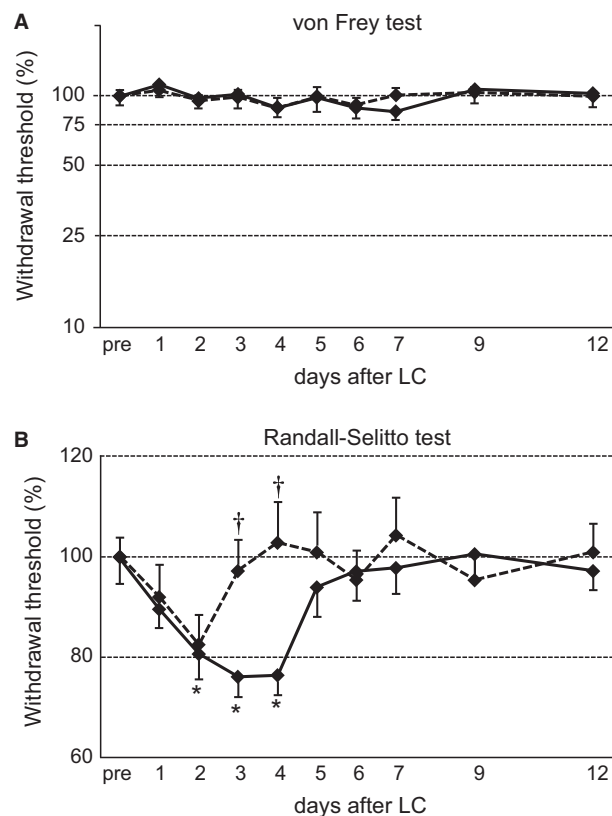 A
von Frey test
Withdrawal threshold (%)
100
75
50
25
10
pre 1 2 3 4 5 6 7 9 12
days after LC
B
Randall-Selitto test
Withdrawal threshold (%)
120
†
†
100
80
* * *
60
pre 1 2 3 4 5 6 7 9 12
days after LC